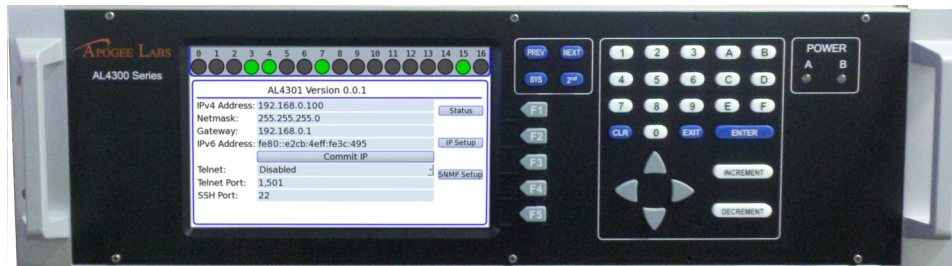 APOGEE LABS
AL4300 Series
0 1 2 3 4 5 6 7 8 9 10 11 12 13 14 15 16
AL4301 Version 0.0.1
IPv4 Address: 192.168.0.100
Status
Netmask: 255.255.255.0
Gateway: 192.168.0.1
IPv6 Address: fe80::e2cb:4eff:fe3c:495
IP Setup
Commit IP
Telnet: Disabled
SNMP Setup
Telnet Port: 1,501
SSH Port: 22
PREV NEXT
SYS 2nd
F1
F2
F3
F4
F5
1 2 3 A B
4 5 6 C D
7 8 9 E F
CLR 0 EXIT ENTER
INCREMENT
DECREMENT
POWER
A B